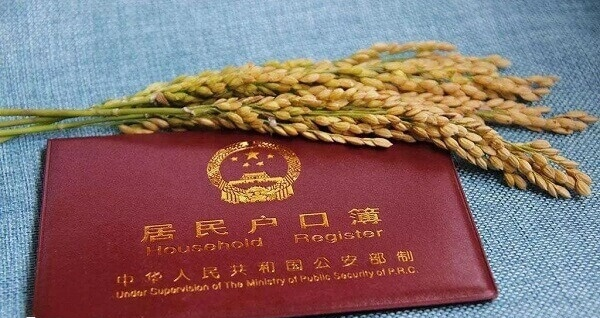 居民户口簿
Household Register
中华人民共和国公安部制
Under Supervision of The Ministry of Public Security of P.R.C.